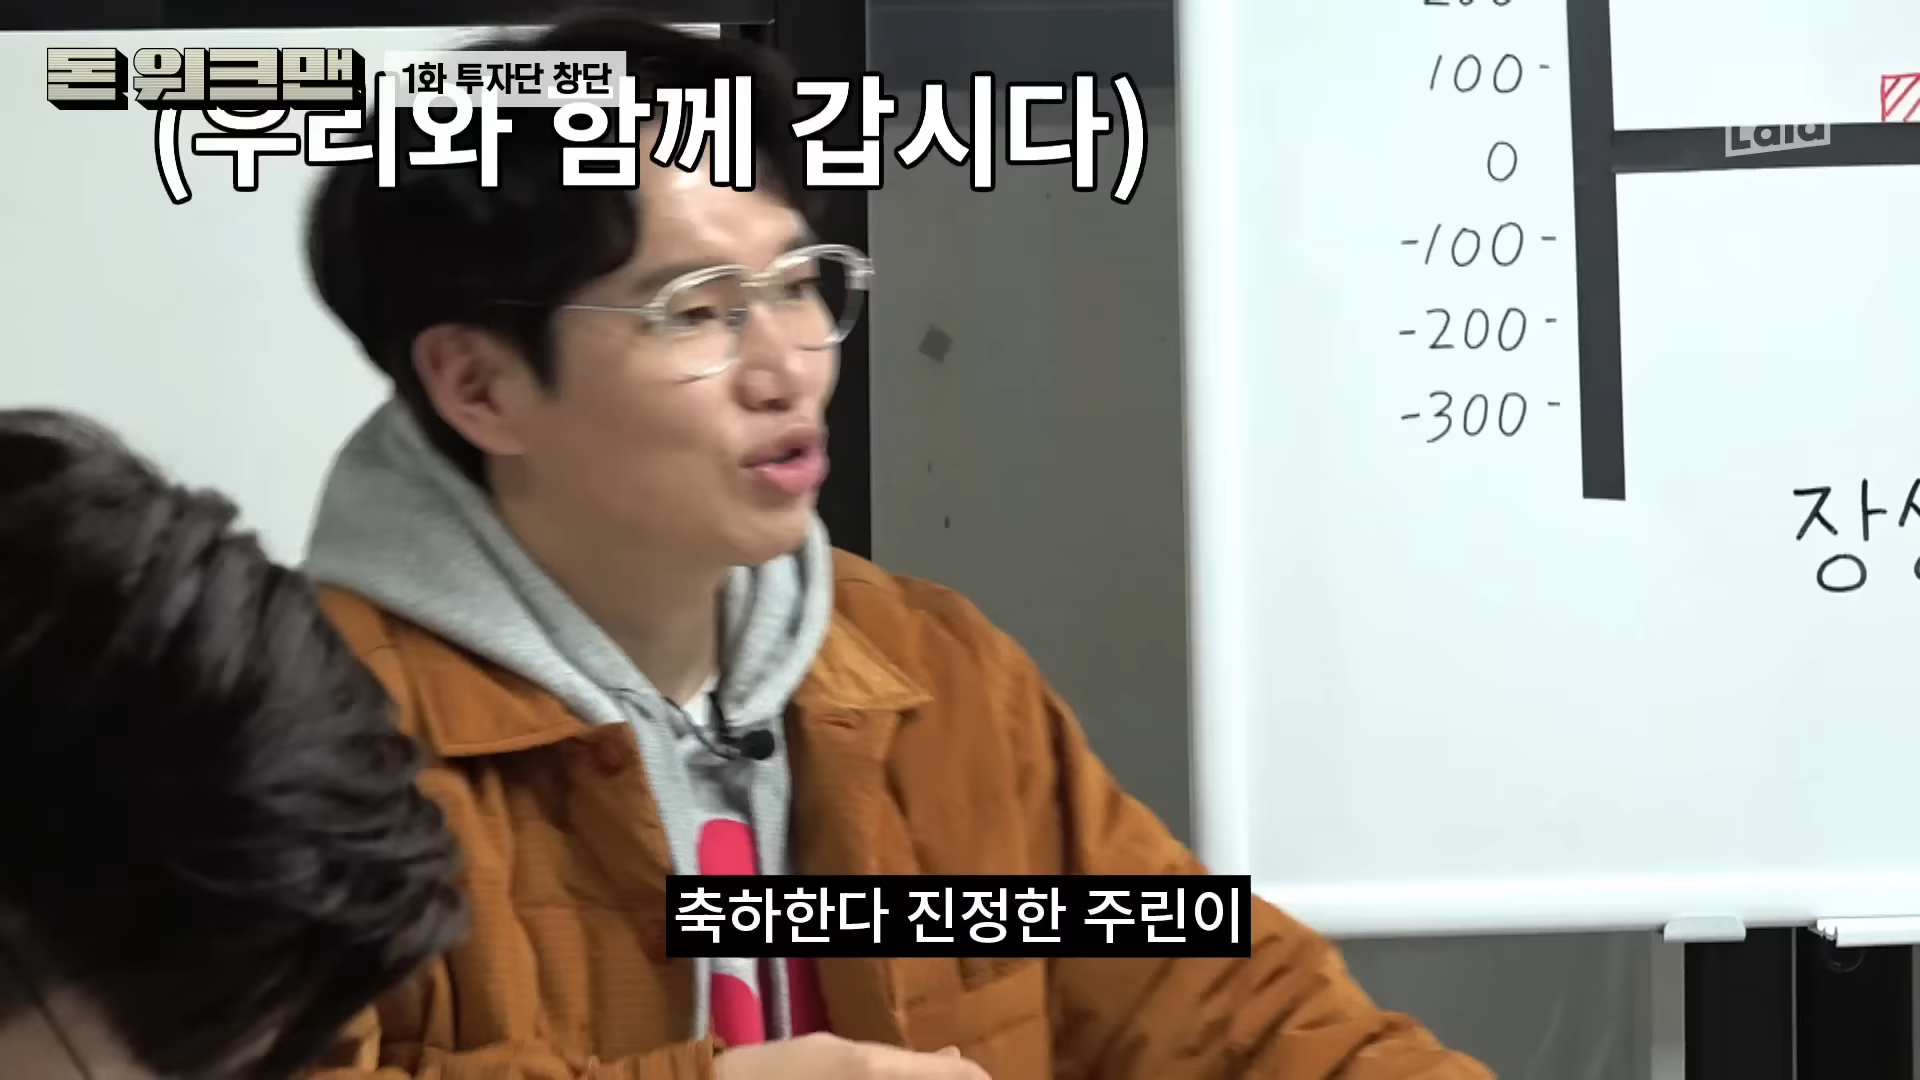 돈 워크맨
1화 투자단 창단
(우리와 함께 갑시다)
100-
0
-100-
-200-
-300-
축하한다 진정한 주린이